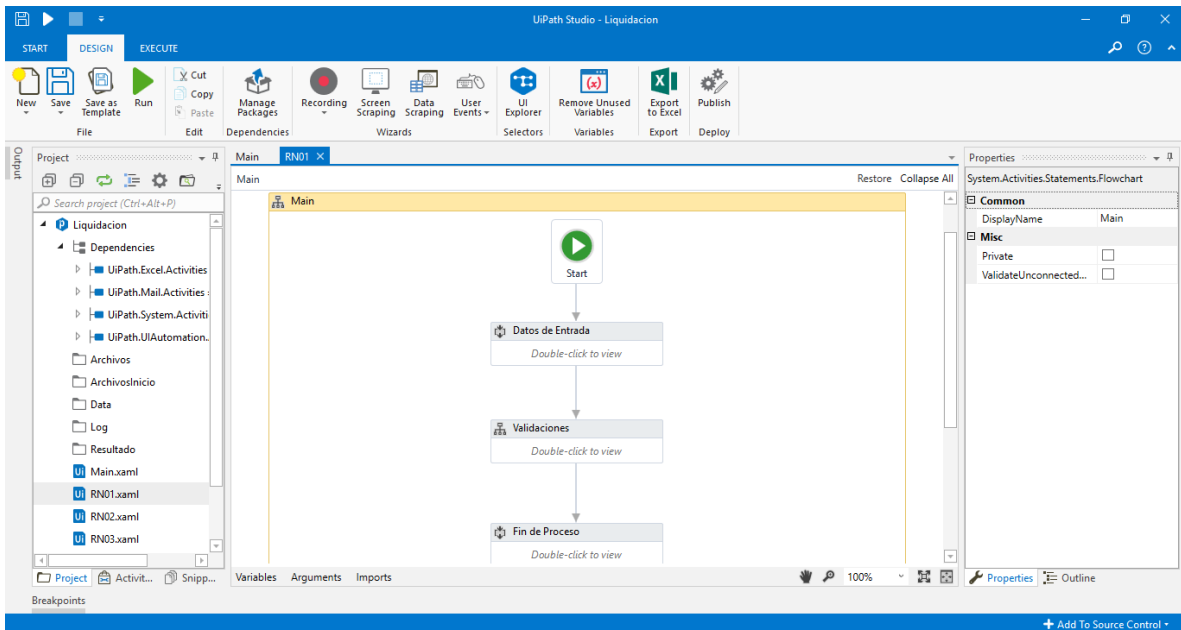 UiPath Studio - Liquidacion
START DESIGN EXECUTE
New
Save
Save as Template
Run
Cut
Copy
Paste
Manage Packages
Recording
Screen Scraping
Data Scraping
User Events
UI Explorer
Remove Unused Variables
Export to Excel
Publish
File Edit Dependencies Wizards Selectors Variables Export Deploy
Output
Project
Search project (Ctrl+Alt+P)
Liquidacion
Dependencies
UiPath.Excel.Activities
UiPath.Mail.Activities
UiPath.System.Activiti
UiPath.UIAutomation.
Archivos
ArchivosInicio
Data
Log
Resultado
Main.xaml
RN01.xaml
RN02.xaml
RN03.xaml
Project Activit... Snipp...
Main RN01
Main Restore Collapse All
Main
Start
Datos de Entrada
Double-click to view
Validaciones
Double-click to view
Fin de Proceso
Double-click to view
Variables Arguments Imports 100%
Properties
System.Activities.Statements.Flowchart
Common
DisplayName Main
Misc
Private
ValidateUnconnected...
Properties Outline
Breakpoints
Add To Source Control